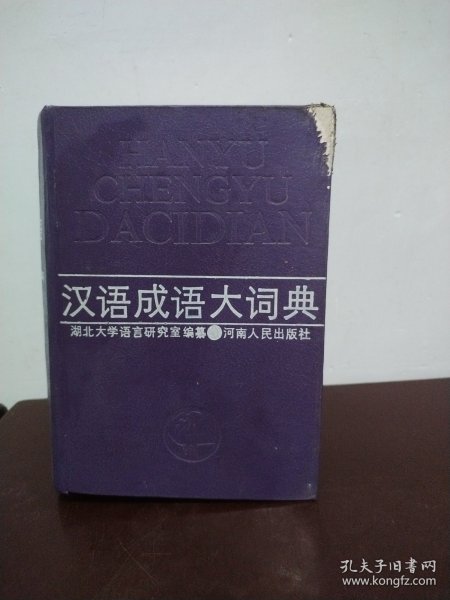 HANYU
CHENGYU
DACIDIAN
汉语成语大词典
湖北大学语言研究室编纂 河南人民出版社
孔夫子旧书网
www.kongfz.com